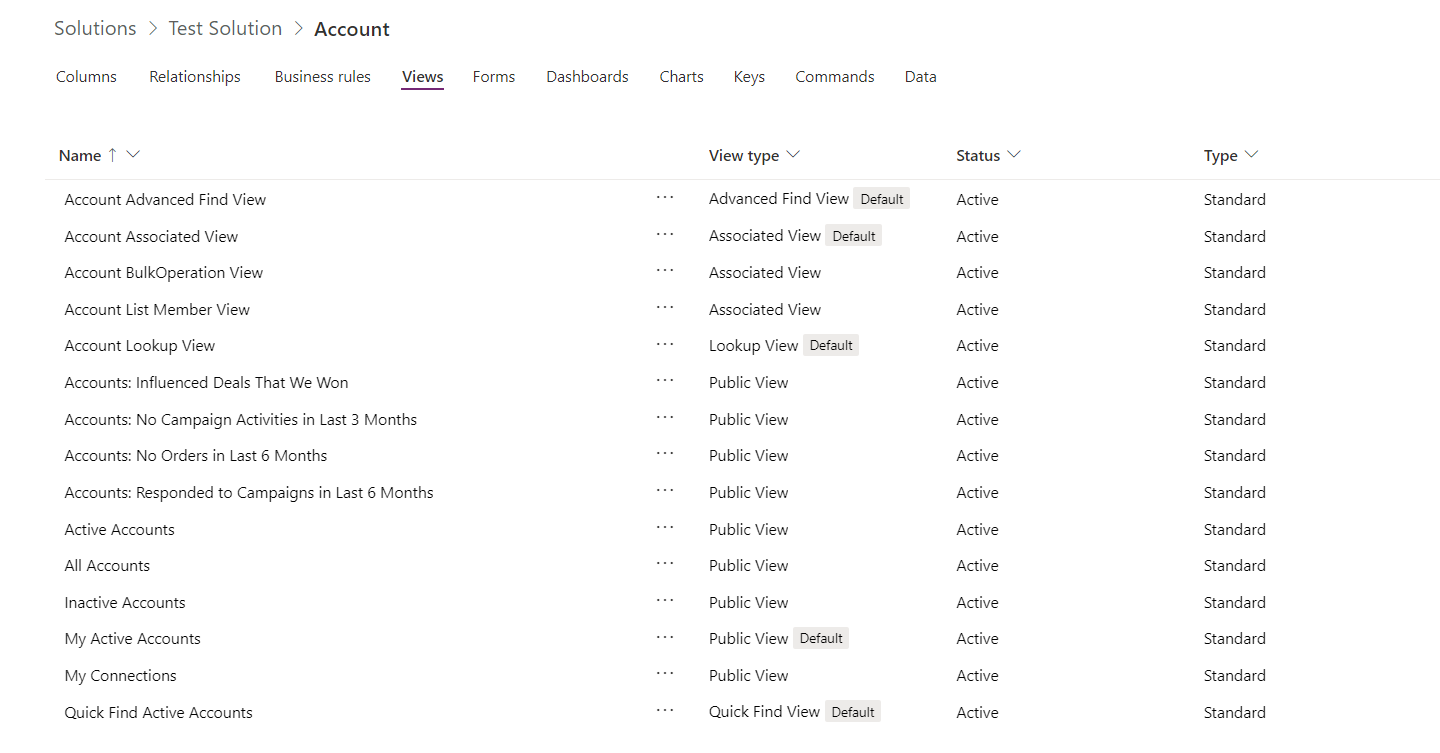 Solutions > Test Solution > Account
Columns Relationships Business rules Views Forms Dashboards Charts Keys Commands Data
Name ↑ View type Status Type
Account Advanced Find View ... Advanced Find View Default Active Standard
Account Associated View ... Associated View Default Active Standard
Account BulkOperation View ... Associated View Active Standard
Account List Member View ... Associated View Active Standard
Account Lookup View ... Lookup View Default Active Standard
Accounts: Influenced Deals That We Won ... Public View Active Standard
Accounts: No Campaign Activities in Last 3 Months ... Public View Active Standard
Accounts: No Orders in Last 6 Months ... Public View Active Standard
Accounts: Responded to Campaigns in Last 6 Months ... Public View Active Standard
Active Accounts ... Public View Active Standard
All Accounts ... Public View Active Standard
Inactive Accounts ... Public View Active Standard
My Active Accounts ... Public View Default Active Standard
My Connections ... Public View Active Standard
Quick Find Active Accounts ... Quick Find View Default Active Standard